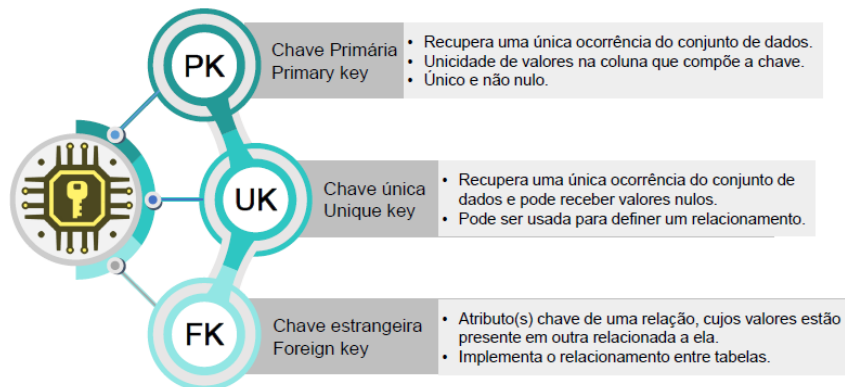 PK
Chave Primária
Primary key
• Recupera uma única ocorrência do conjunto de dados.
• Unicidade de valores na coluna que compõe a chave.
• Único e não nulo.
UK
Chave única
Unique key
• Recupera uma única ocorrência do conjunto de
dados e pode receber valores nulos.
• Pode ser usada para definer um relacionamento.
FK
Chave estrangeira
Foreign key
• Atributo(s) chave de uma relação, cujos valores estão
presente em outra relacionada a ela.
• Implementa o relacionamento entre tabelas.